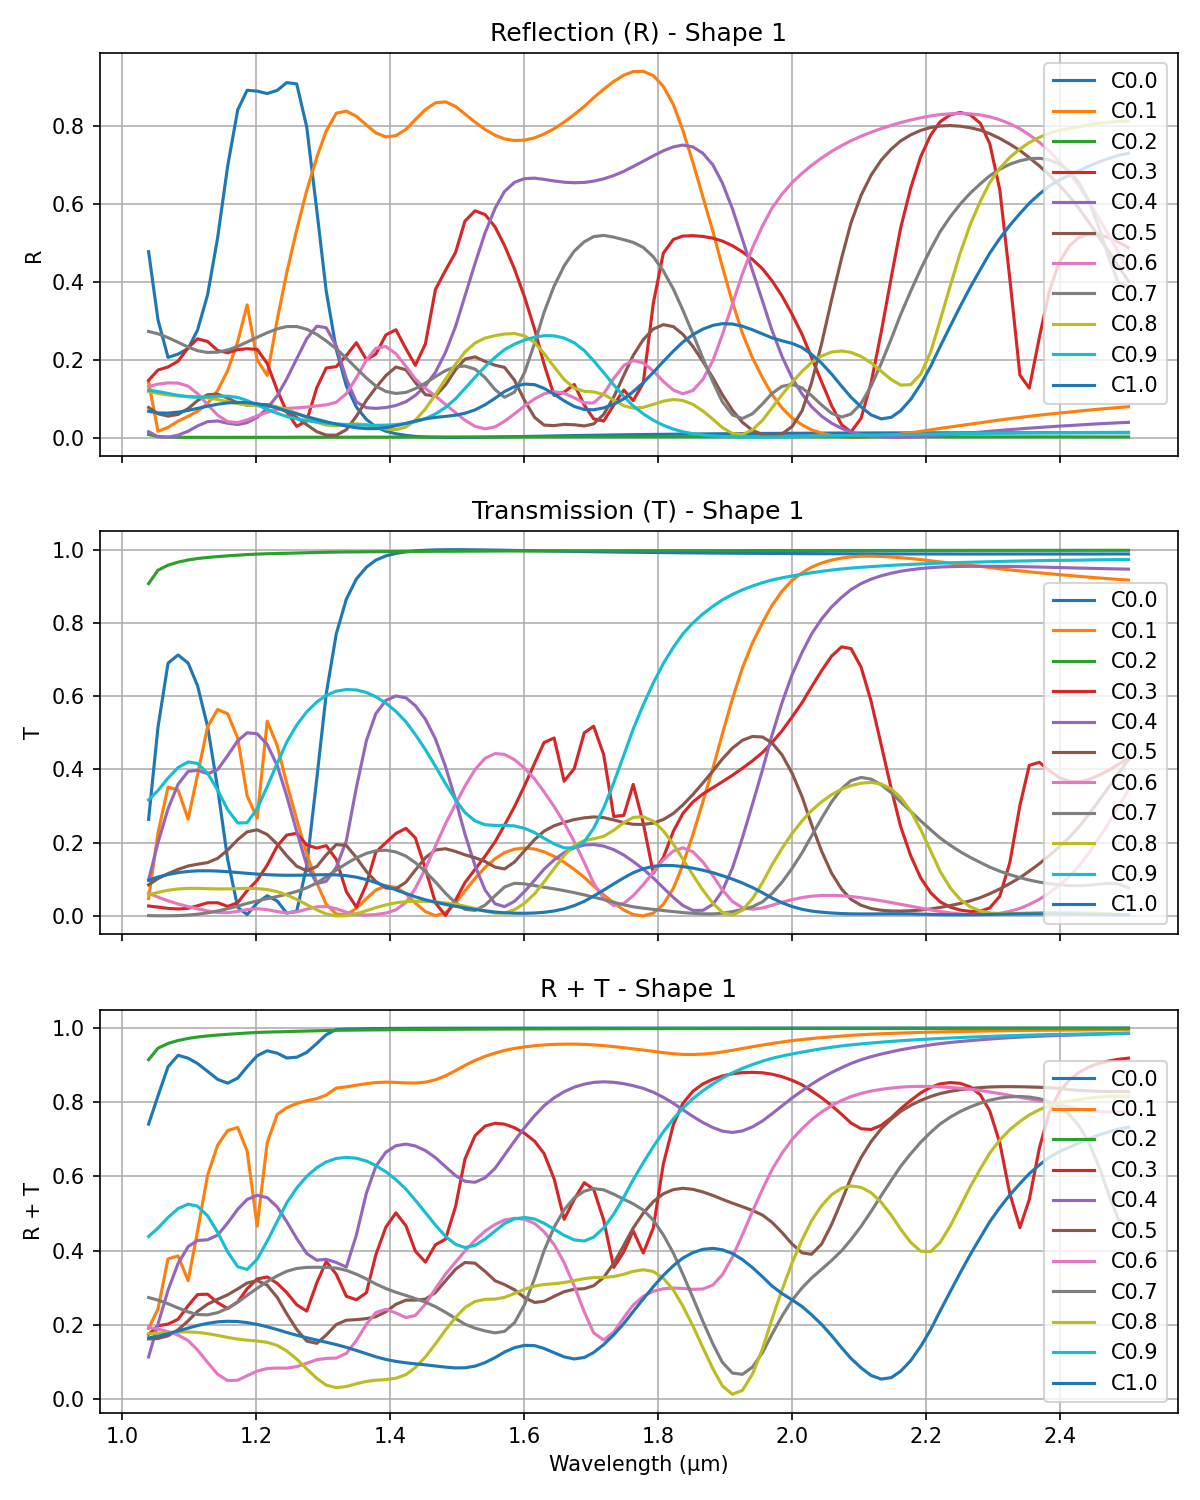 Reflection (R) - Shape 1
R
0.8
0.6
0.4
0.2
0.0
C0.0
C0.1
C0.2
C0.3
C0.4
C0.5
C0.6
C0.7
C0.8
C0.9
C1.0
Transmission (T) - Shape 1
T
1.0
0.8
0.6
0.4
0.2
0.0
C0.0
C0.1
C0.2
C0.3
C0.4
C0.5
C0.6
C0.7
C0.8
C0.9
C1.0
R + T - Shape 1
R + T
1.0
0.8
0.6
0.4
0.2
0.0
C0.0
C0.1
C0.2
C0.3
C0.4
C0.5
C0.6
C0.7
C0.8
C0.9
C1.0
1.0 1.2 1.4 1.6 1.8 2.0 2.2 2.4
Wavelength (μm)